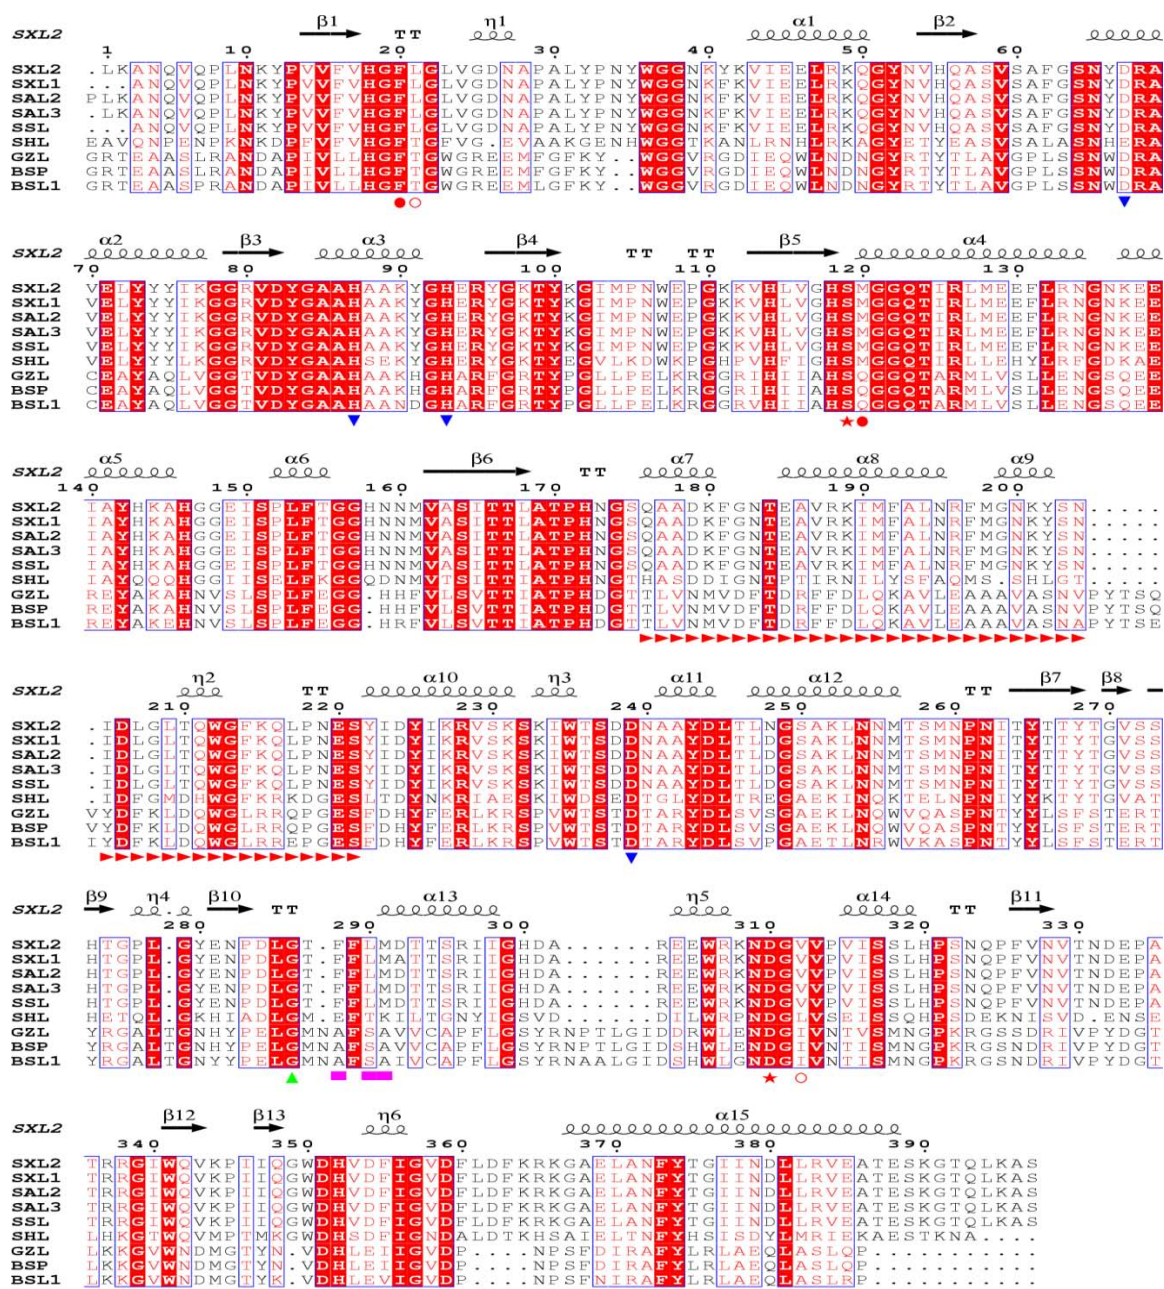 SXL2 β1 TT η1 α1 β2
1 10 20 30 40 50 60
SXL2 .LKANQVQPLNKYPVVFVHGFLGLVGDNAPALYPNYWGGNKYKVIEELRKQGYNVHQASVSAFGSNYDRA
SXL1 ...ANQVQPLNKYPVVFVHGFLGLVGDNAPALYPNYWGGNKFKVIEELRKQGYNVHQASVSAFGSNYDRA
SAL2 PLKANQVQPLNKYPVVFVHGFLGLVGDNAPALYPNYWGGNKFKVIEELRKQGYNVHQASVSAFGSNYDRA
SAL3 .LKANQVQPLNKYPVVFVHGFLGLVGDNAPALYPNYWGGNKFKVIEELRKQGYNVHQASVSAFGSNYDRA
SSL ...ANQVQPLNKYPVVFVHGFLGLVGDNAPALYPNYWGGNKFKVIEELRKQGYNVHQASVSAFGSNYDRA
SHL EAVQNPENPKNKDPFVFVHGFTGFVG.EVAAKGENHWGGTKANLRNHLRKAGYETYEASVSALASNHERA
GZL GRTEAASLRANDAPIVLLHGFTGWGREEMFGFKY..WGGVRGDIEQWLNDNGYRTYTLAVGPLSSNWDRA
BSP GRTEAASLRANDAPIVLLHGFTGWGREEMFGFKY..WGGVRGDIEQWLNDNGYRTYTLAVGPLSSNWDRA
BSL1 GRTEAASPRANDAPIVLLHGFTGWGREEMLGFKY..WGGVRGDIEQWLNDNGYRTYTLAVGPLSSNWDRA
SXL2 α2 β3 α3 β4 TT TT β5 α4
70 80 90 100 110 120 130
SXL2 VELYYYIKGGRVDYGAAHAAKYGHERYGKTYKGIMPNWEPGKKVHLVGHSMGGQTIRLMEEFLRNGNKEE
SXL1 VELYYYIKGGRVDYGAAHAAKYGHERYGKTYKGIMPNWEPGKKVHLVGHSMGGQTIRLMEEFLRNGNKEE
SAL2 VELYYYIKGGRVDYGAAHAAKYGHERYGKTYKGIMPNWEPGKKVHLVGHSMGGQTIRLMEEFLRNGNKEE
SAL3 VELYYYIKGGRVDYGAAHAAKYGHERYGKTYKGIMPNWEPGKKVHLVGHSMGGQTIRLMEEFLRNGNKEE
SSL VELYYYIKGGRVDYGAAHAAKYGHERYGKTYKGIMPNWEPGKKVHLVGHSMGGQTIRLMEEFLRNGNKEE
SHL VELYYYLKGGRVDYGAAHSEKYGHERYGKTYEGVLKDWKPGHPVHFIGHSMGGQTIRLLEHYLRFGDKAE
GZL CEAYAQLVGGTVDYGAAHAAKHGHARFGRTYPGLLPELKRGGRIHIIAHSQGGQTARMLVSLLENGSQEE
BSP CEAYAQLVGGTVDYGAAHAAKHGHARFGRTYPGLLPELKRGGRIHIIAHSQGGQTARMLVSLLENGSQEE
BSL1 CEAYAQLVGGTVDYGAAHAANDGHARFGRTYPGLLPELKRGGRVHIIAHSQGGQTARMLVSLLENGSQEE
SXL2 α5 α6 β6 TT α7 α8 α9
140 150 160 170 180 190 200
SXL2 IAYHKAHGGEISPLFTGGHNNMVASITTLATPHNGSQAADKFGNTEAVRKIMFALNRFMGNKYSN.....
SXL1 IAYHKAHGGEISPLFTGGHNNMVASITTLATPHNGSQAADKFGNTEAVRKIMFALNRFMGNKYSN.....
SAL2 IAYHKAHGGEISPLFTGGHNNMVASITTLATPHNGSQAADKFGNTEAVRKIMFALNRFMGNKYSN.....
SAL3 IAYHKAHGGEISPLFTGGHNNMVASITTLATPHNGSQAADKFGNTEAVRKIMFALNRFMGNKYSN.....
SSL IAYHKAHGGEISPLFTGGHNNMVASITTLATPHNGSQAADKFGNTEAVRKIMFALNRFMGNKYSN.....
SHL IAYQQQHGGIISELFKGGQDNMVTSITTIATPHNGTHASDDIGNTPTIRNILYSFAQMS.SHLGT.....
GZL REYAKAHNVSLSPLFEGG.HHFVLSVTTIATPHDGTTLVNMVDFTDRFFDLQKAVLEAAAVASNVPYTSQ
BSP REYAKAHNVSLSPLFEGG.HHFVLSVTTIATPHDGTTLVNMVDFTDRFFDLQKAVLEAAAVASNVPYTSQ
BSL1 REYAKEHNVSLSPLFEGG.HRFVLSVTTIATPHDGTTLVNMVDFTDRFFDLQKAVLEAAAVASNAPYTSE
SXL2 η2 TT α10 η3 α11 α12 TT β7 β8
210 220 230 240 250 260 270
SXL2 .IDLGLTQWGFKQLPNESYIDYIKRVSKSKIWTSDDNAAYDLTLNGSAKLNNMTSMNPNITYTTYTGVSS
SXL1 .IDLGLTQWGFKQLPNESYIDYIKRVSKSKIWTSDDNAAYDLTLDGSAKLNNMTSMNPNITYTTYTGVSS
SAL2 .IDLGLTQWGFKQLPNESYIDYIKRVSKSKIWTSDDNAAYDLTLDGSAKLNNMTSMNPNITYTTYTGVSS
SAL3 .IDLGLTQWGFKQLPNESYIDYIKRVSKSKIWTSDDNAAYDLTLDGSAKLNNMTSMNPNITYTTYTGVSS
SSL .IDLGLTQWGFKQLPNESYIDYIKRVSKSKIWTSDDNAAYDLTLDGSAKLNNMTSMNPNITYTTYTGVSS
SHL .IDFGMDHWGFKRKDGESLTDYNKRIAESKIWDSEDTGLYDLTREGAEKINQKTELNPNIYYKTYTGVAT
GZL VYDFKLDQWGLRRQPGESFDHYFERLKRSPVWTSTDTARYDLSVSGAEKLNQWVQASPNTYYLSFSTERT
BSP VYDFKLDQWGLRRQPGESFDHYFERLKRSPVWTSTDTARYDLSVSGAEKLNQWVQASPNTYYLSFSTERT
BSL1 IYDFKLDQWGLRREPGESFDHYFERLKRSPVWTSTDTARYDLSVPGAETLNRWVKASPNTYYLSFSTERT
SXL2 β9 η4 β10 TT α13 η5 α14 TT β11
280 290 300 310 320 330
SXL2 HTGPL.GYENPDLGT.FFLMDTTSRIIGHDA......REEWRKNDGVVPVISSLHPSNQPFVNVTNDEPA
SXL1 HTGPL.GYENPDLGT.FFLMATTSRIIGHDA......REEWRKNDGVVPVISSLHPSNQPFVNVTNDEPA
SAL2 HTGPL.GYENPDLGT.FFLMDTTSRIIGHDA......REEWRKNDGVVPVISSLHPSNQPFVNVTNDEPA
SAL3 HTGPL.GYENPDLGT.FFLMDTTSRIIGHDA......REEWRKNDGVVPVISSLHPSNQPFVNVTNDEPA
SSL HTGPL.GYENPDLGT.FFLMDTTSRIIGHDA......REEWRKNDGVVPVISSLHPSNQPFVNVTNDEPA
SHL HTGQL.GKHIADLGM.EFTKILTGNYIGSVD......DILWRPNDGLVSEISSQHPSDEKNISVD.ENSE
GZL YRGALTGNHYPELGMNAFSAVVCAPFLGSYRNPTLGIDDRWLENDGIVNTVSMNGPKRGSSDRIVPYDGT
BSP YRGALTGNHYPELGMNAFSAVVCAPFLGSYRNPTLGIDSHWLENDGIVNTISMNGPKRGSSDRIVPYDGT
BSL1 YRGALTGNYYPELGMNAFSAIVCAPFLGSYRNAALGIDSHWLGNDGIVNTISMNGPKRGSNDRIVPYDGT
SXL2 β12 β13 η6 α15
340 350 360 370 380 390
SXL2 TRRGIWQVKPIIQGWDHVDFIGVDFLDFKRKGAELANFYTGIINDLLRVEATESKGTQLKAS
SXL1 TRRGIWQVKPIIQGWDHVDFIGVDFLDFKRKGAELANFYTGIINDLLRVEATESKGTQLKAS
SAL2 TRRGIWQVKPIIQGWDHVDFIGVDFLDFKRKGAELANFYTGIINDLLRVEATESKGTQLKAS
SAL3 TRRGIWQVKPIIQGWDHVDFIGVDFLDFKRKGAELANFYTGIINDLLRVEATESKGTQLKAS
SSL TRRGIWQVKPIIQGWDHVDFIGVDFLDFKRKGAELTNFYTGIINDLLRVEATESKGTQLKAS
SHL LHKGTWQVMPTMKGWDHSDFIGNDALDTKHSAIELTNFYHSISDYLMRIEKAESTKNA....
GZL LKKGVWNDMGTYN.VDHLEIIGVDP....NPSFDIRAFYLRLAEQLASLQP...........
BSP LKKGVWNDMGTYN.VDHLEIIGVDP....NPSFDIRAFYLRLAEQLASLQP...........
BSL1 LKKGVWNDMGTYK.VDHLEVIGVDP....NPSFNIRAFYLRLAEQLASLRP...........